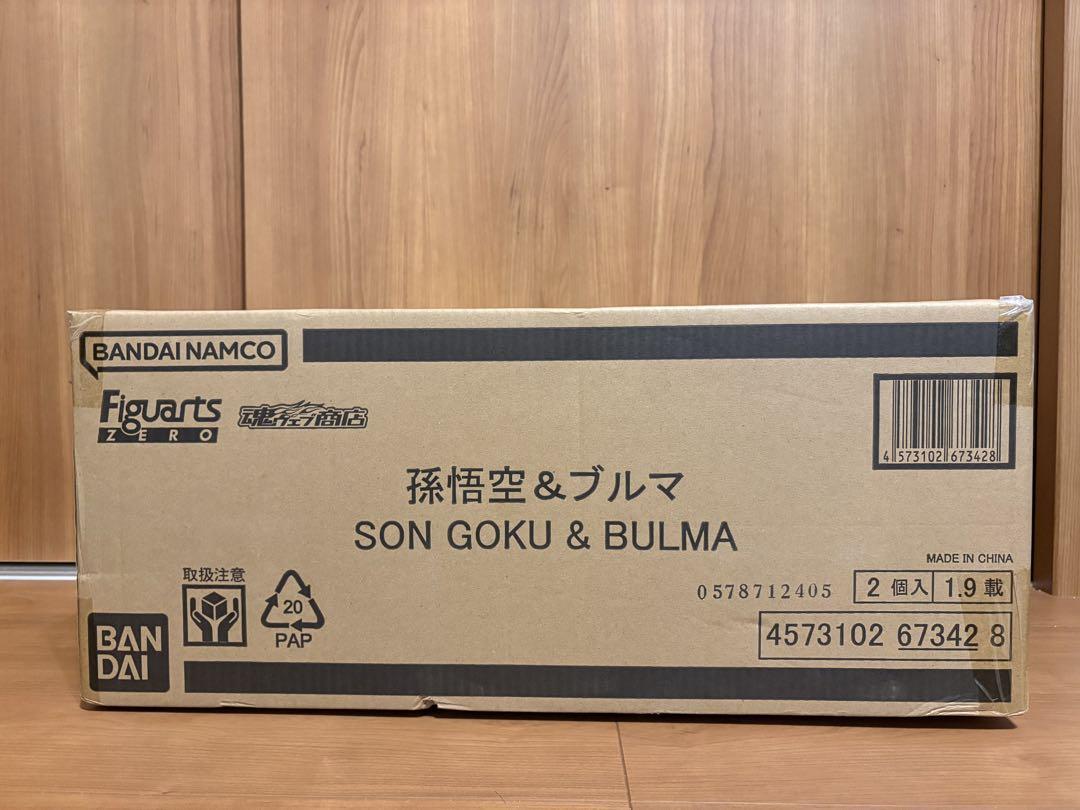 BANDAI NAMCO
Figuarts
ZERO
魂ウェブ商店
4 573102 673428
孫悟空&ブルマ
SON GOKU & BULMA
MADE IN CHINA
取扱注意
20
PAP
0578712405
2 個入
1.9 載
4573102 67342 8
BAN
DAI